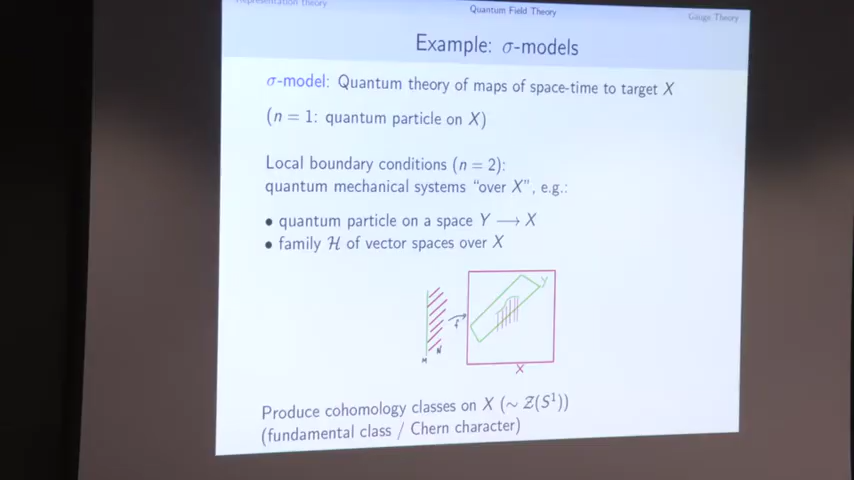 Representation theory
Quantum Field Theory
Gauge Theory
Example: σ-models
σ-model: Quantum theory of maps of space-time to target X
(n = 1: quantum particle on X)
Local boundary conditions (n = 2):
quantum mechanical systems "over X", e.g.:
• quantum particle on a space Y ⟶ X
• family ℋ of vector spaces over X
Y
f
N
M
X
Produce cohomology classes on X (∼ 𝒵(S¹))
(fundamental class / Chern character)